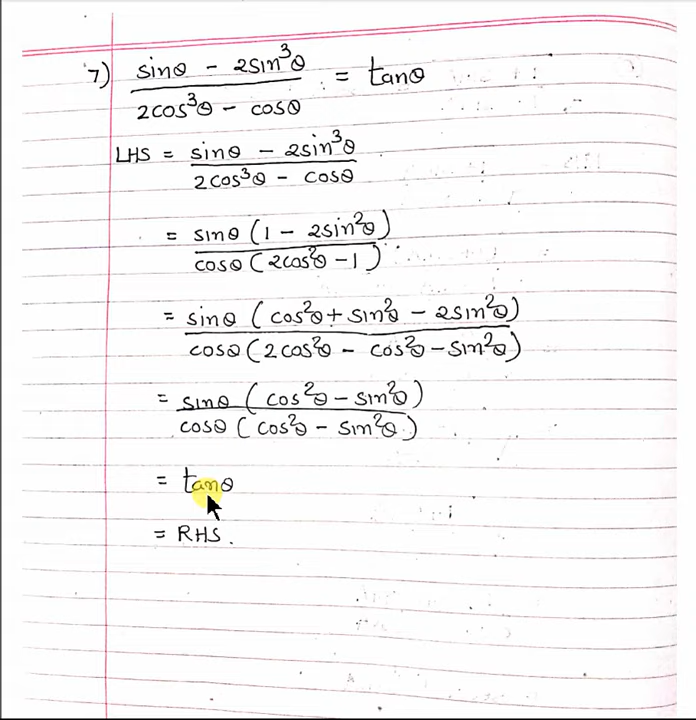 7) sinθ - 2sin³θ / 2cos³θ - cosθ = tanθ
LHS = sinθ - 2sin³θ / 2cos³θ - cosθ
= sinθ (1 - 2sin²θ) / cosθ (2cos²θ - 1)
= sinθ (cos²θ + sin²θ - 2sin²θ) / cosθ (2cos²θ - cos²θ - sin²θ)
= sinθ (cos²θ - sin²θ) / cosθ (cos²θ - sin²θ)
= tanθ
= RHS.